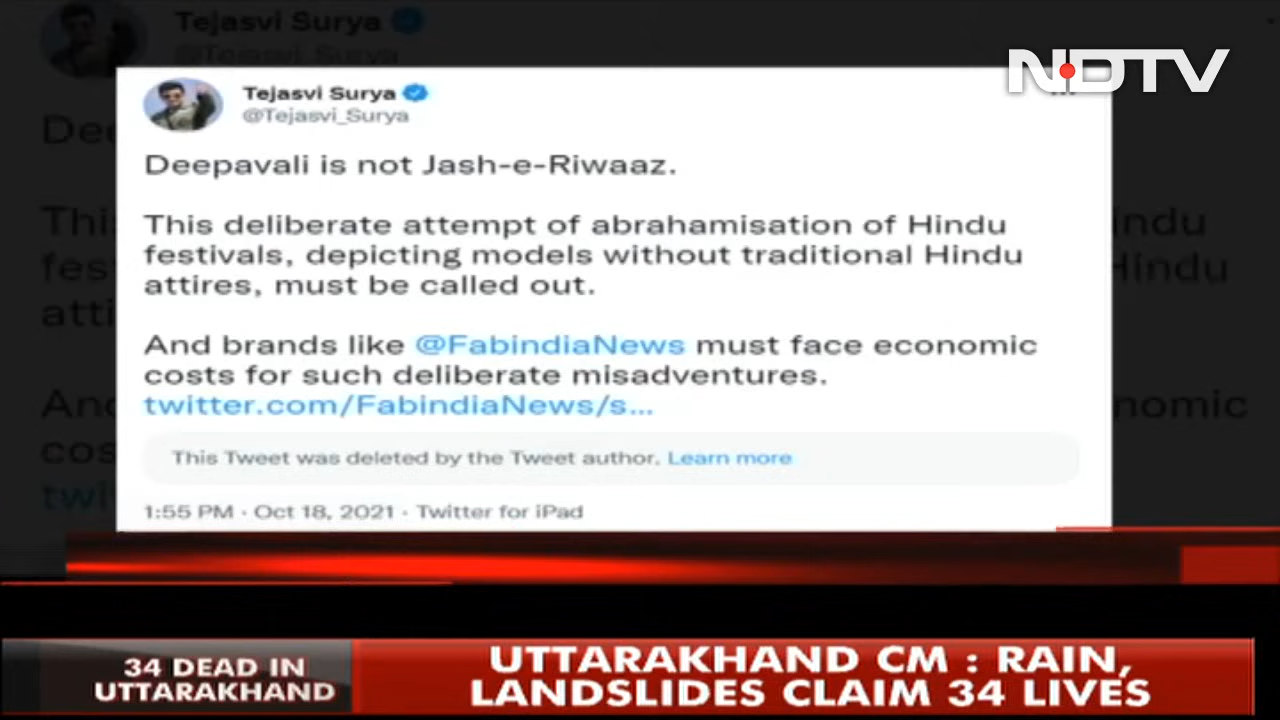 Tejasvi Surya
@Tejasvi_Surya
NDTV
Tejasvi Surya
@Tejasvi_Surya
Deepavali is not Jash-e-Riwaaz.
This deliberate attempt of abrahamisation of Hindu
festivals, depicting models without traditional Hindu
attires, must be called out.
And brands like @FabindiaNews must face economic
costs for such deliberate misadventures.
twitter.com/FabindiaNews/s...
This Tweet was deleted by the Tweet author. Learn more
1:55 PM · Oct 18, 2021 · Twitter for iPad
34 DEAD IN
UTTARAKHAND
UTTARAKHAND CM : RAIN,
LANDSLIDES CLAIM 34 LIVES